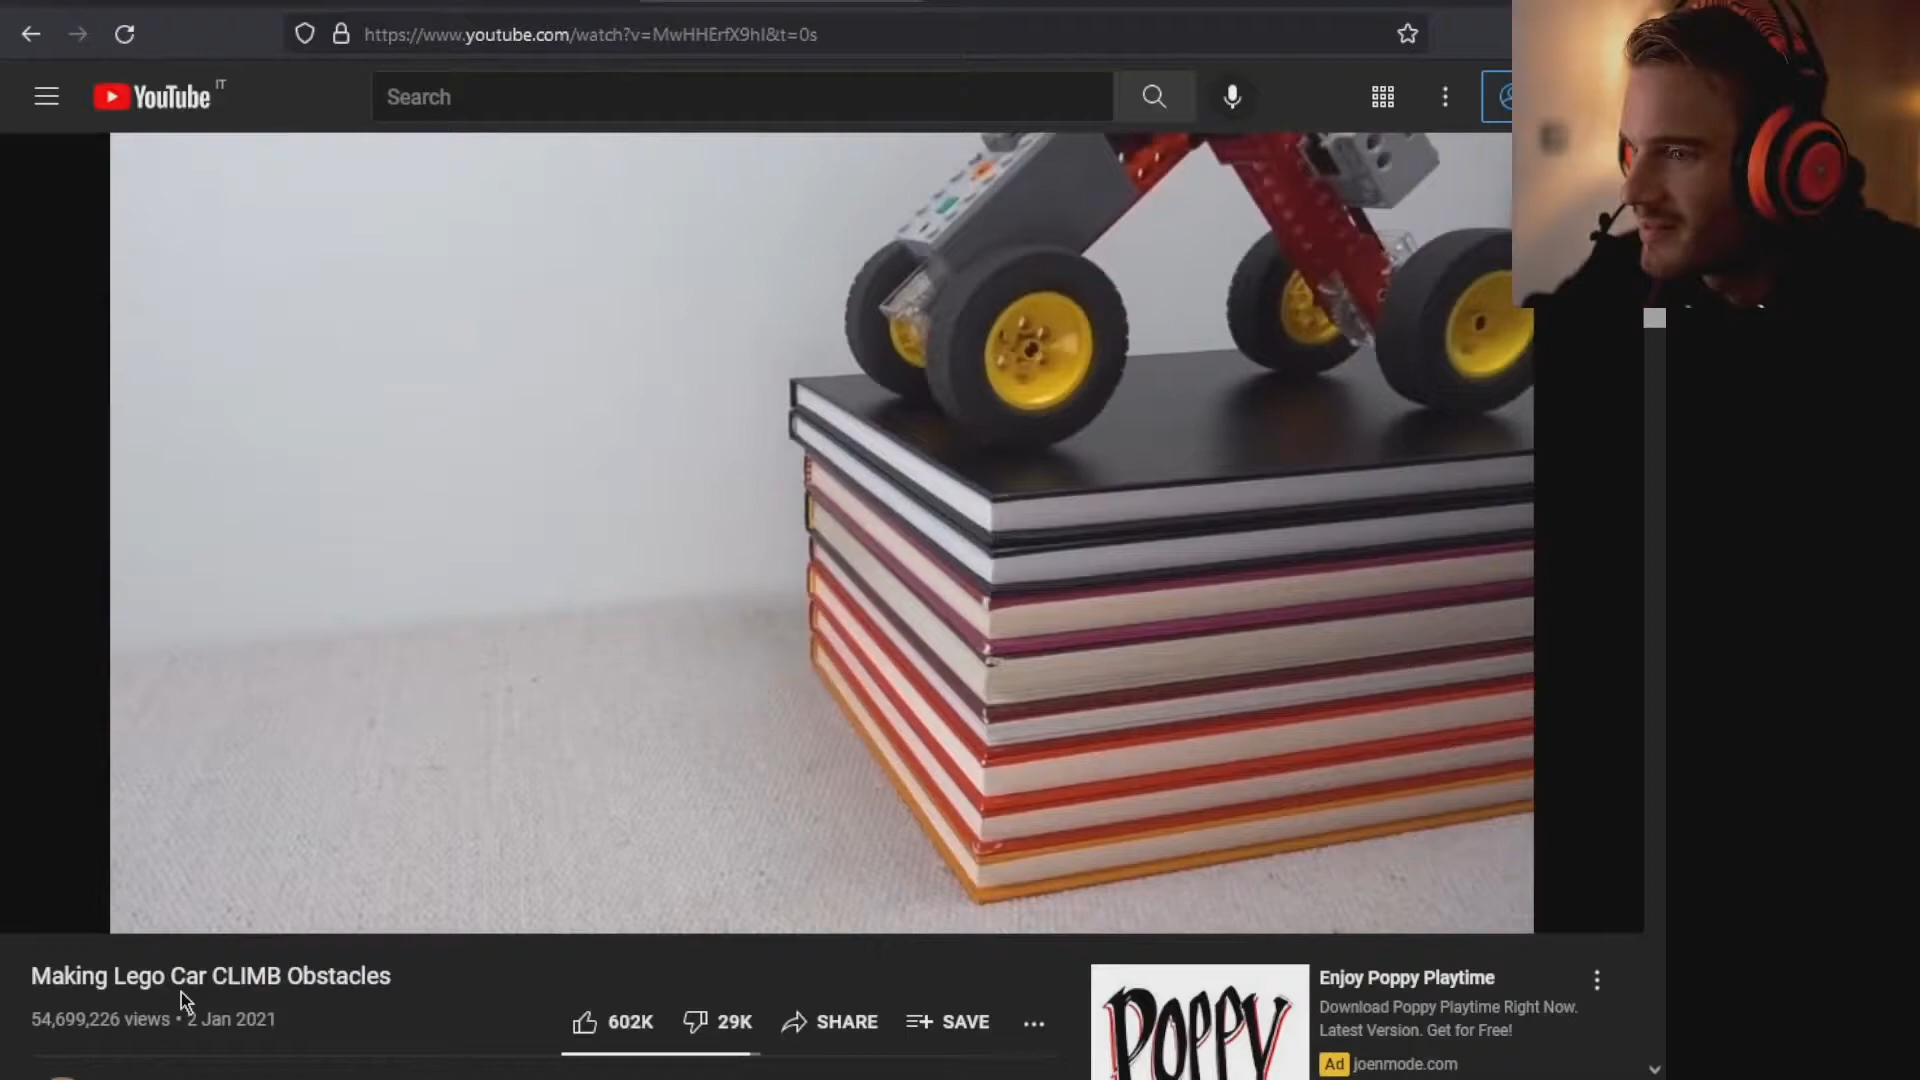 https://www.youtube.com/watch?v=MwHHErfX9hI&t=0s
YouTube IT
Search
Making Lego Car CLIMB Obstacles
54,699,226 views • 2 Jan 2021
602K
29K
SHARE
SAVE
POPPY
Enjoy Poppy Playtime
Download Poppy Playtime Right Now.
Latest Version. Get for Free!
Ad joenmode.com